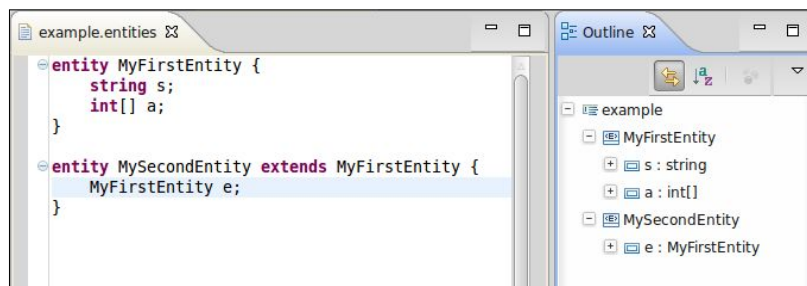 example.entities
entity MyFirstEntity {
    string s;
    int[] a;
}
entity MySecondEntity extends MyFirstEntity {
    MyFirstEntity e;
}
Outline
a
z
example
MyFirstEntity
s : string
a : int[]
MySecondEntity
e : MyFirstEntity